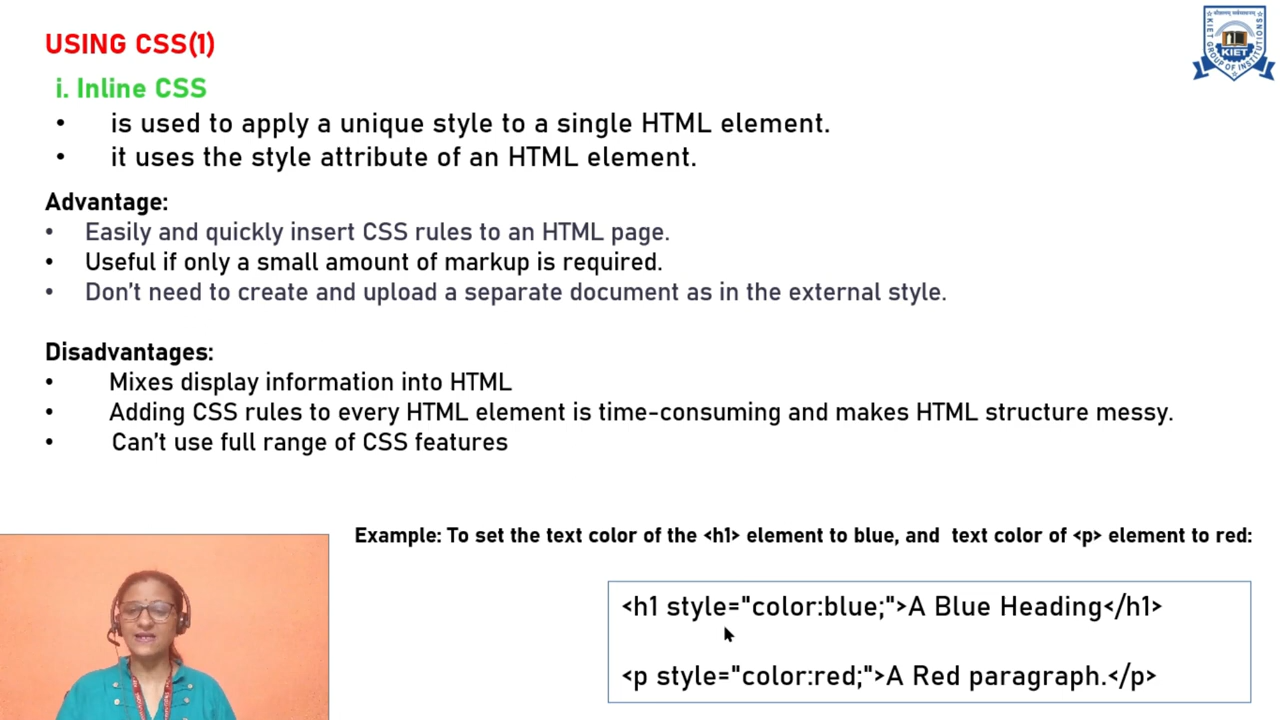 USING CSS(1)
i. Inline CSS
• is used to apply a unique style to a single HTML element.
• it uses the style attribute of an HTML element.
Advantage:
• Easily and quickly insert CSS rules to an HTML page.
• Useful if only a small amount of markup is required.
• Don't need to create and upload a separate document as in the external style.
Disadvantages:
• Mixes display information into HTML
• Adding CSS rules to every HTML element is time-consuming and makes HTML structure messy.
• Can't use full range of CSS features
Example: To set the text color of the <h1> element to blue, and  text color of <p> element to red:
<h1 style="color:blue;">A Blue Heading</h1>
<p style="color:red;">A Red paragraph.</p>
KIET
KIET GROUP OF INSTITUTIONS